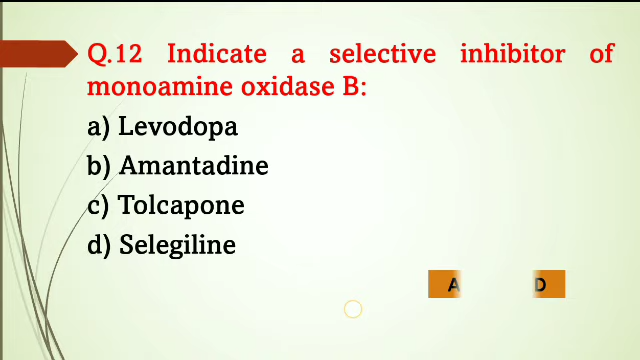 Q.12 Indicate a selective inhibitor of
monoamine oxidase B:
a) Levodopa
b) Amantadine
c) Tolcapone
d) Selegiline
A D